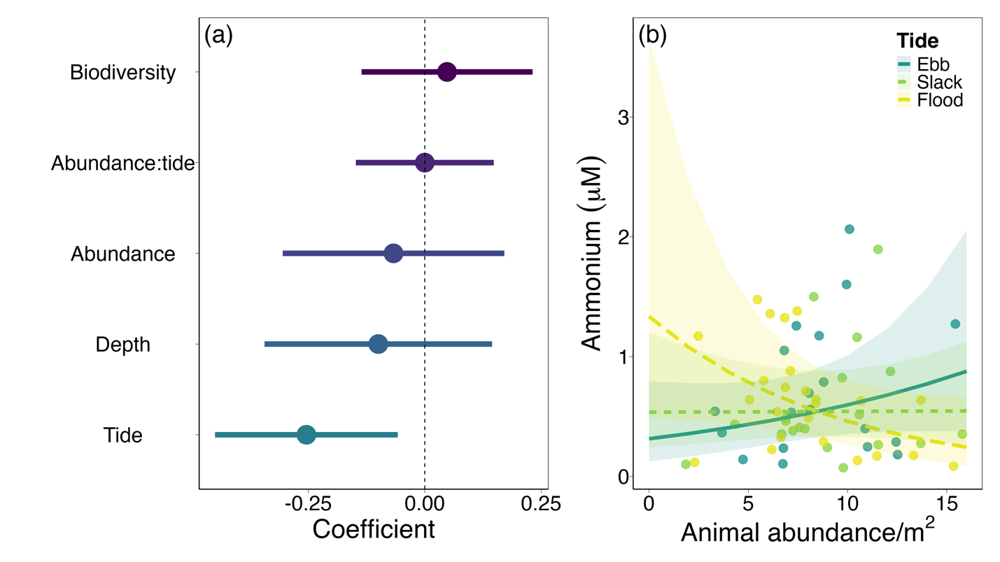 (a)
Biodiversity
Abundance:tide
Abundance
Depth
Tide
-0.25 0.00 0.25
Coefficient
(b)
Tide
Ebb
Slack
Flood
3
2
1
0
Ammonium (μM)
0 5 10 15
Animal abundance/m²